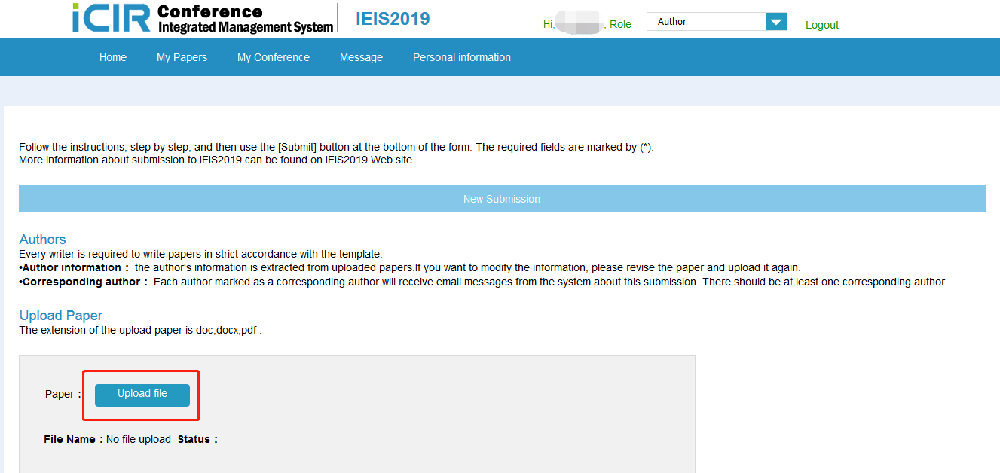 iCIR Conference
Integrated Management System
IEIS2019
Hi, , Role
Author
Logout
Home My Papers My Conference Message Personal information
Follow the instructions, step by step, and then use the [Submit] button at the bottom of the form. The required fields are marked by (*).
More information about submission to IEIS2019 can be found on IEIS2019 Web site.
New Submission
Authors
Every writer is required to write papers in strict accordance with the template.
•Author information： the author's information is extracted from uploaded papers.If you want to modify the information, please revise the paper and upload it again.
•Corresponding author： Each author marked as a corresponding author will receive email messages from the system about this submission. There should be at least one corresponding author.
Upload Paper
The extension of the upload paper is doc,docx,pdf :
Paper： Upload file
File Name：No file upload Status：